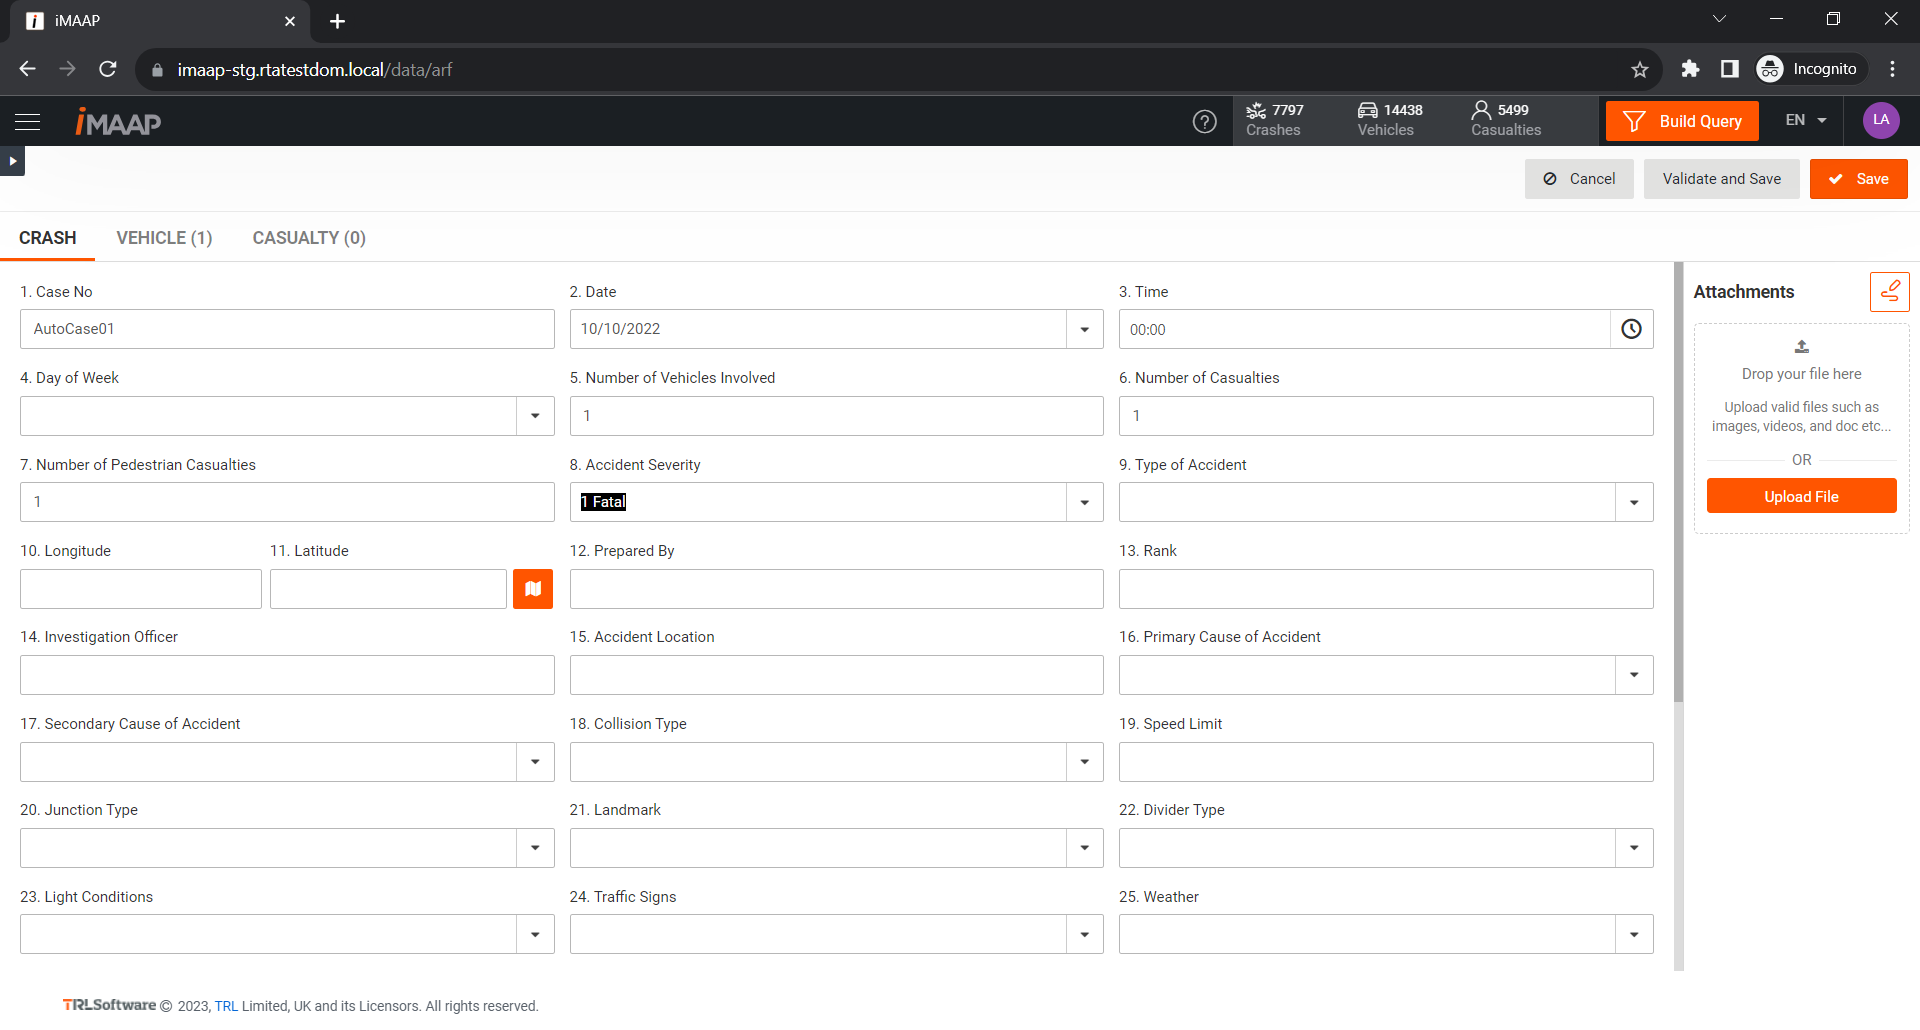 iMAAP
imaap-stg.rtatestdom.local/data/arf
Incognito
iMAAP
7797
Crashes
14438
Vehicles
5499
Casualties
Build Query
EN
LA
Cancel
Validate and Save
Save
CRASH
VEHICLE (1)
CASUALTY (0)
1. Case No
2. Date
3. Time
AutoCase01
10/10/2022
00:00
4. Day of Week
5. Number of Vehicles Involved
6. Number of Casualties
1
1
7. Number of Pedestrian Casualties
8. Accident Severity
9. Type of Accident
1
1 Fatal
10. Longitude
11. Latitude
12. Prepared By
13. Rank
14. Investigation Officer
15. Accident Location
16. Primary Cause of Accident
17. Secondary Cause of Accident
18. Collision Type
19. Speed Limit
20. Junction Type
21. Landmark
22. Divider Type
23. Light Conditions
24. Traffic Signs
25. Weather
Attachments
Drop your file here
Upload valid files such as
images, videos, and doc etc...
OR
Upload File
TRLSoftware © 2023, TRL Limited, UK and its Licensors. All rights reserved.